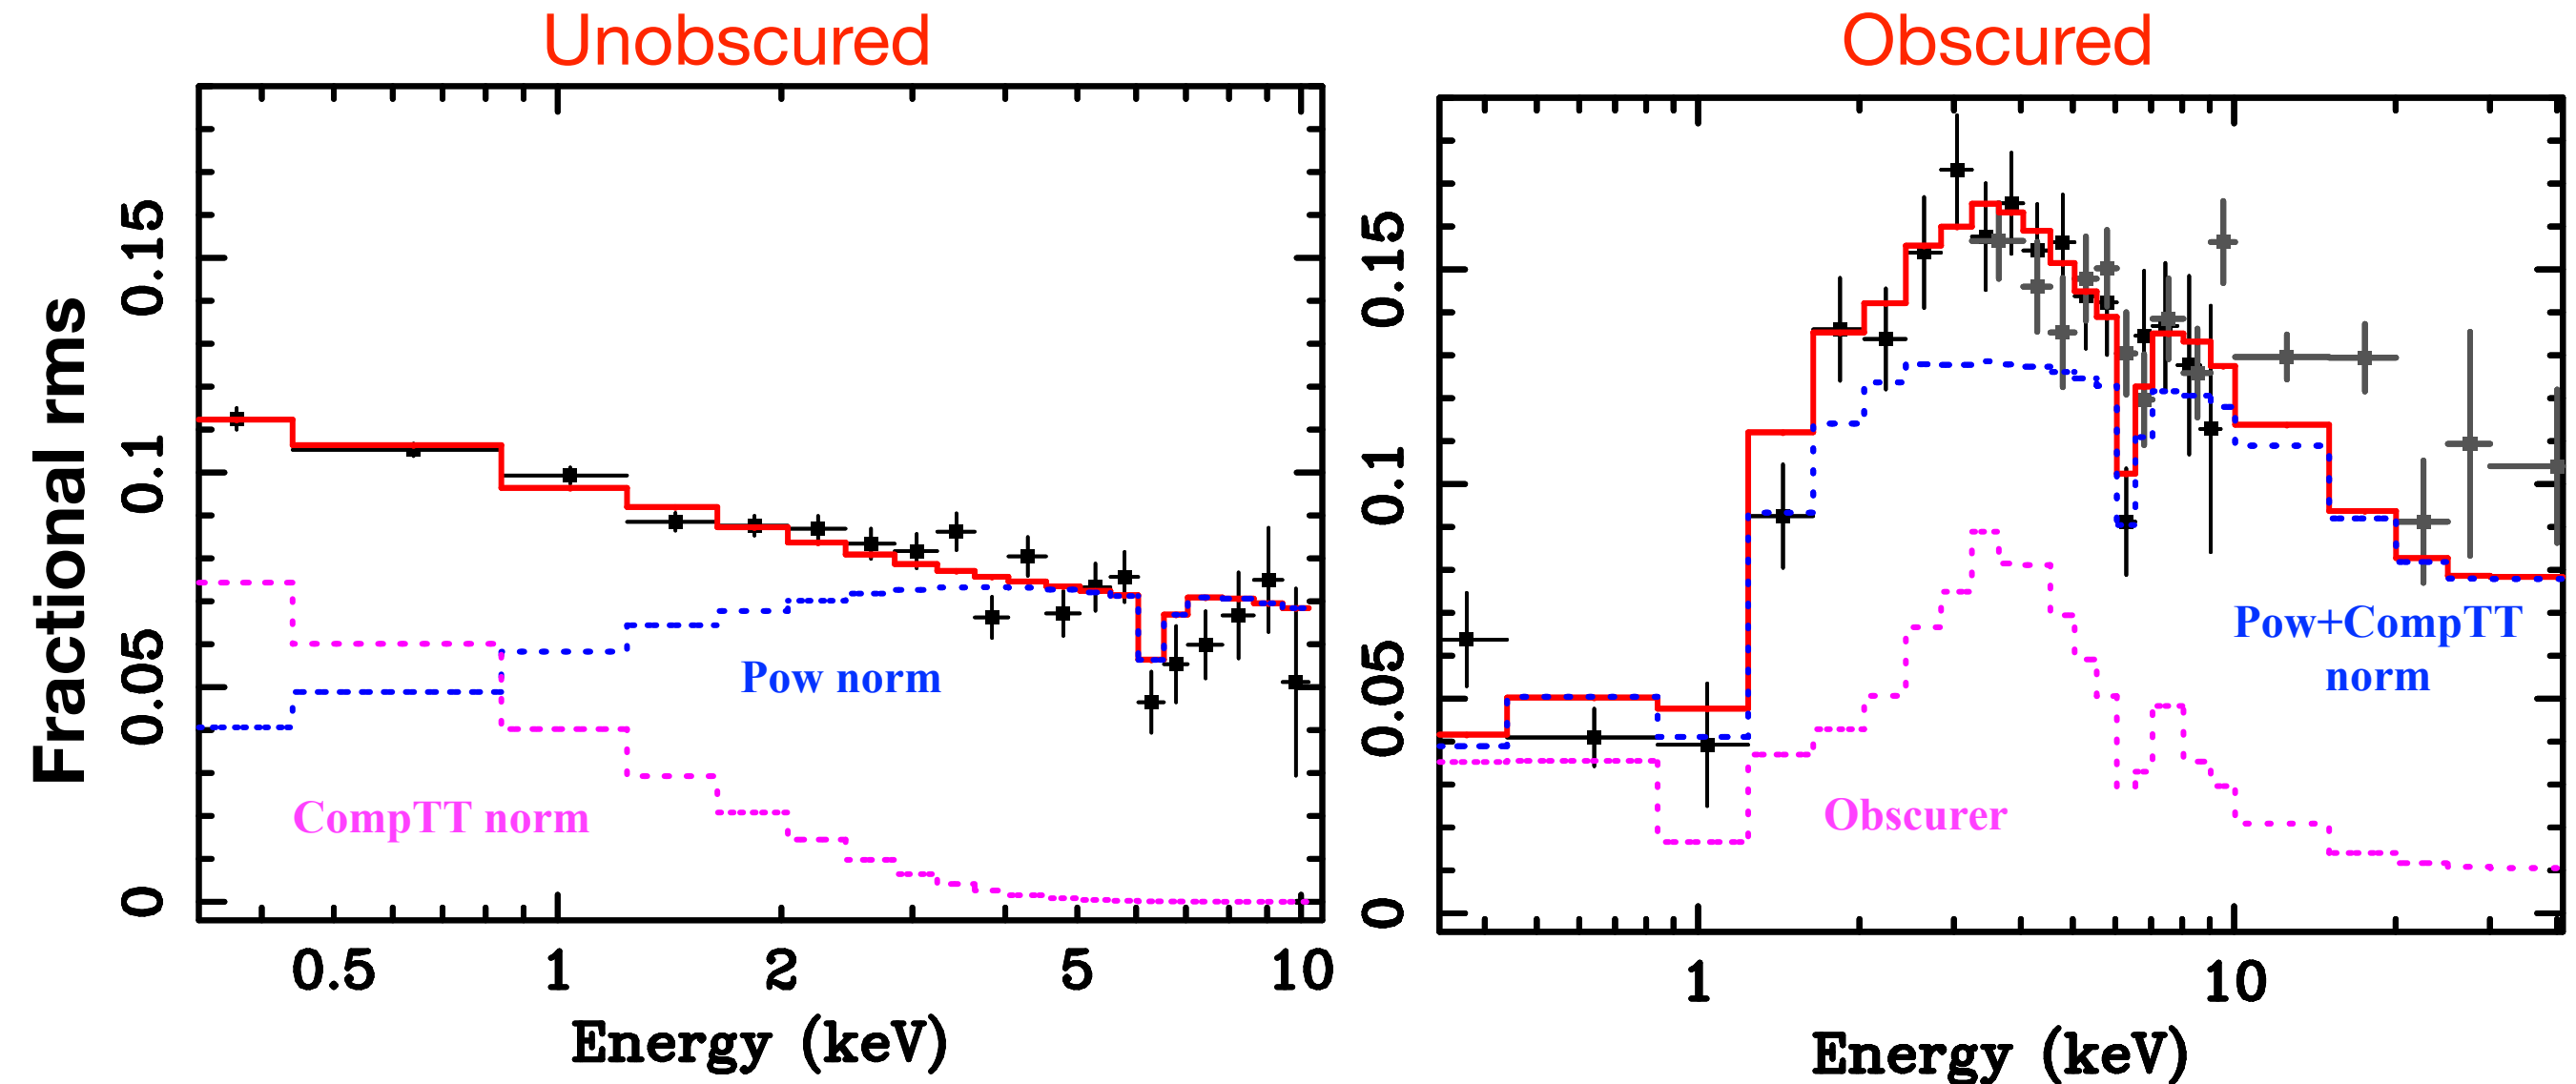 Unobscured
Obscured
Fractional rms
0.15
0.1
0.05
0
Pow norm
CompTT norm
0.5 1 2 5 10
Energy (keV)
0.15
0.1
0.05
0
Pow+CompTT
norm
Obscurer
1 10
Energy (keV)